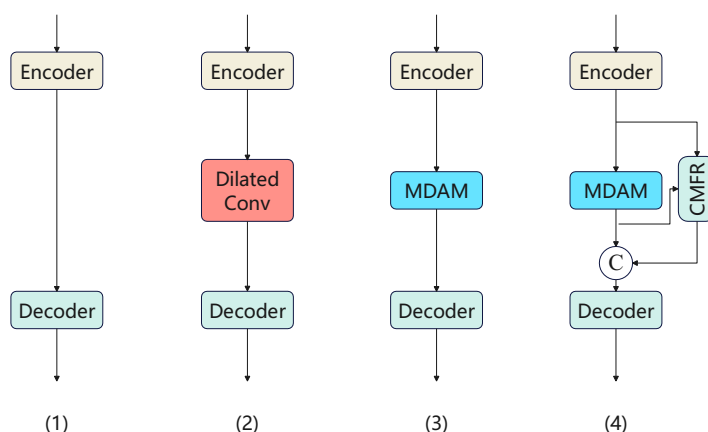 Encoder
Encoder
Encoder
Encoder
Dilated
Conv
MDAM
MDAM
CMFR
C
Decoder
Decoder
Decoder
Decoder
(1)
(2)
(3)
(4)